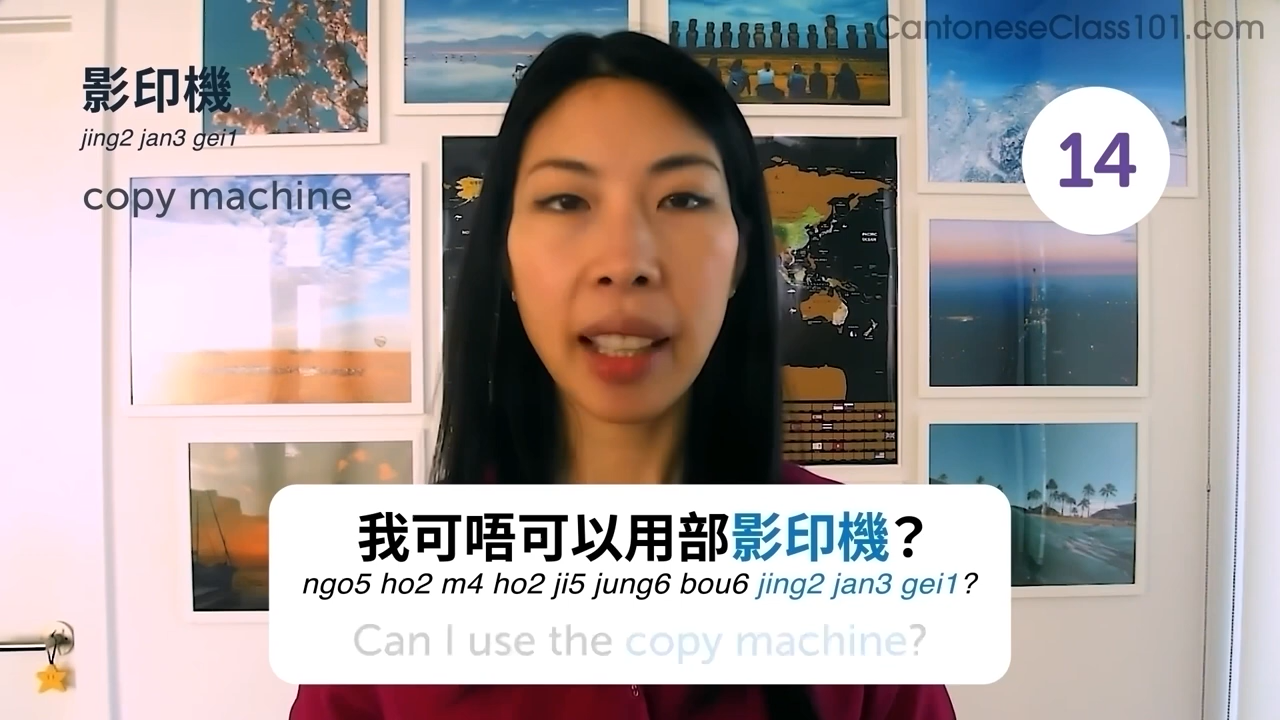 CantoneseClass101.com
影印機
jing2 jan3 gei1
copy machine
14
我可唔可以用部影印機？
ngo5 ho2 m4 ho2 ji5 jung6 bou6 jing2 jan3 gei1?
Can I use the copy machine?